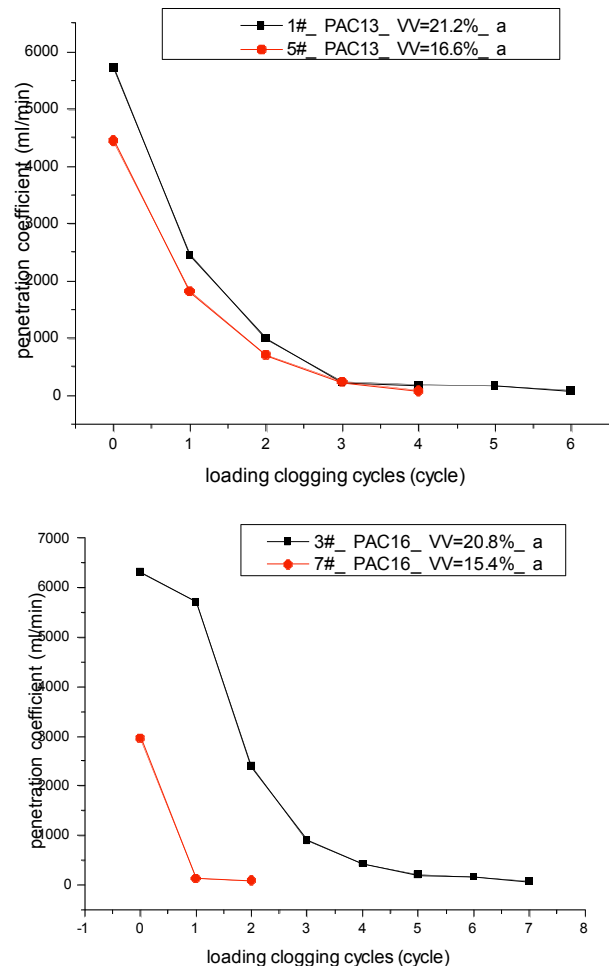 1#_ PAC13_ VV=21.2%_ a
5#_ PAC13_ VV=16.6%_ a
penetration coefficient (ml/min)
6000
5000
4000
3000
2000
1000
0
0 1 2 3 4 5 6
loading clogging cycles (cycle)
3#_ PAC16_ VV=20.8%_ a
7#_ PAC16_ VV=15.4%_ a
penetration coefficient (ml/min)
7000
6000
5000
4000
3000
2000
1000
0
-1 0 1 2 3 4 5 6 7 8
loading clogging cycles (cycle)